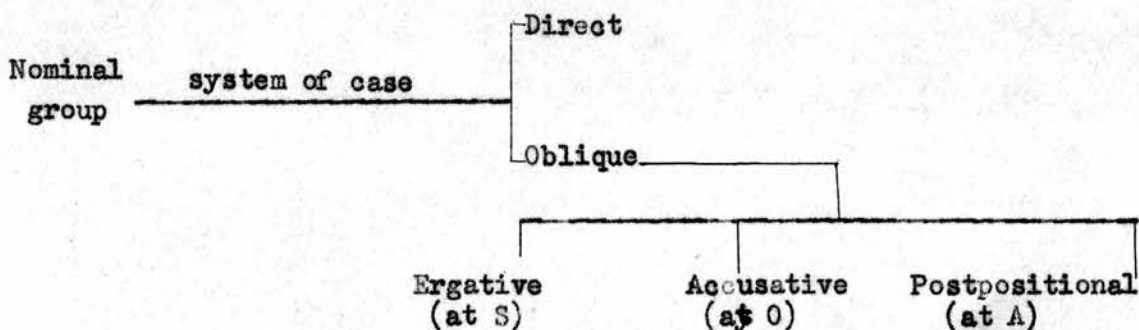 Direct
Nominal group
system of case
Oblique
Ergative (at S)
Accusative (at O)
Postpositional (at A)